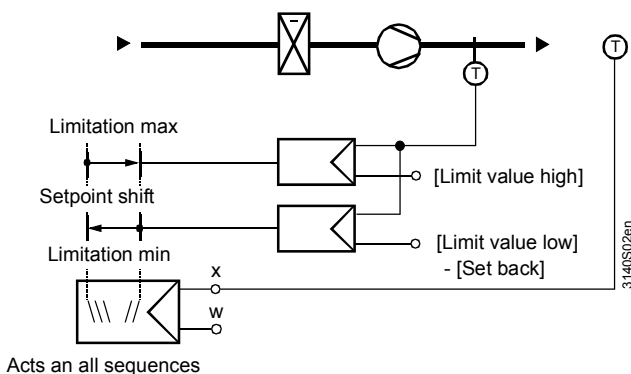 T
T
Limitation max
[Limit value high]
Setpoint shift
[Limit value low]
- [Set back]
Limitation min
x
w
Acts an all sequences
3140S02en